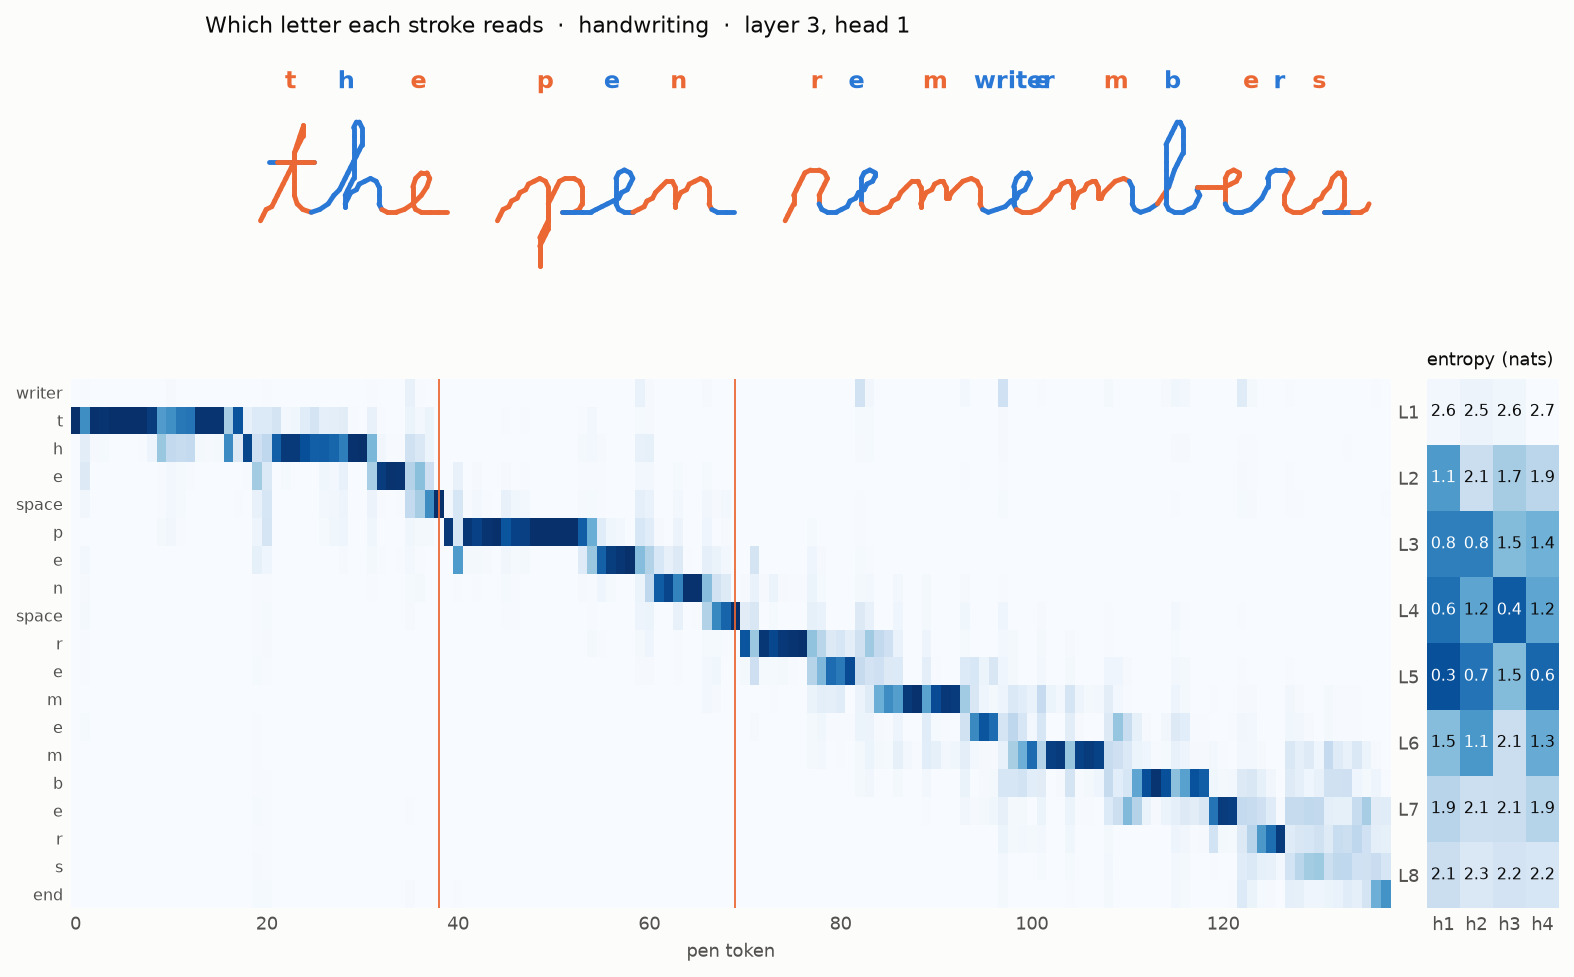 Which letter each stroke reads · handwriting · layer 3, head 1
t h e p e n r e m writer e m b e r s
the pen remembers
entropy (nats)
writer
t
h
e
space
p
e
n
space
r
e
m
e
m
b
e
r
s
end
L1 2.6 2.5 2.6 2.7
L2 1.1 2.1 1.7 1.9
L3 0.8 0.8 1.5 1.4
L4 0.6 1.2 0.4 1.2
L5 0.3 0.7 1.5 0.6
L6 1.5 1.1 2.1 1.3
L7 1.9 2.1 2.1 1.9
L8 2.1 2.3 2.2 2.2
0 20 40 60 80 100 120
h1 h2 h3 h4
pen token